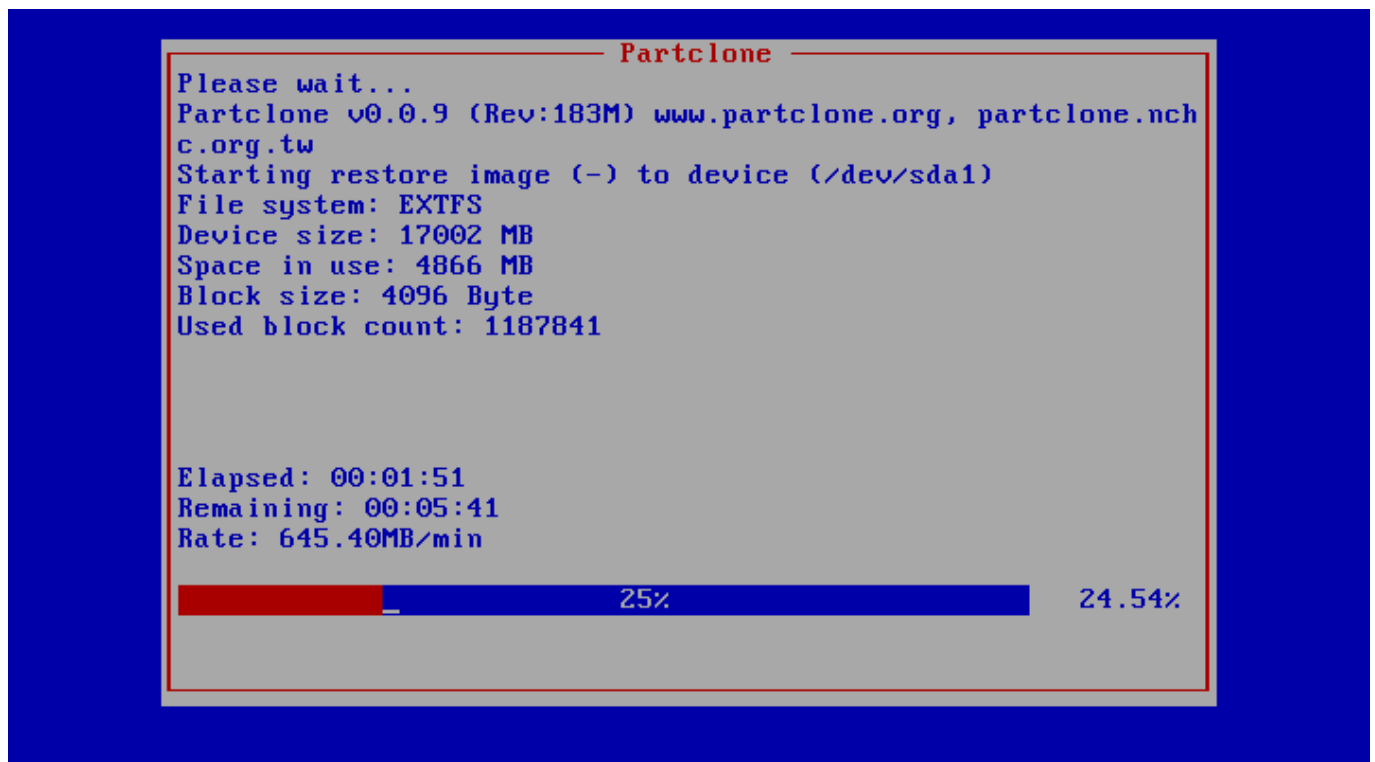 Partclone
Please wait...
Partclone v0.0.9 (Rev:183M) www.partclone.org, partclone.nch
c.org.tw
Starting restore image (-) to device (/dev/sda1)
File system: EXTFS
Device size: 17002 MB
Space in use: 4866 MB
Block size: 4096 Byte
Used block count: 1187841
Elapsed: 00:01:51
Remaining: 00:05:41
Rate: 645.40MB/min
25% 24.54%